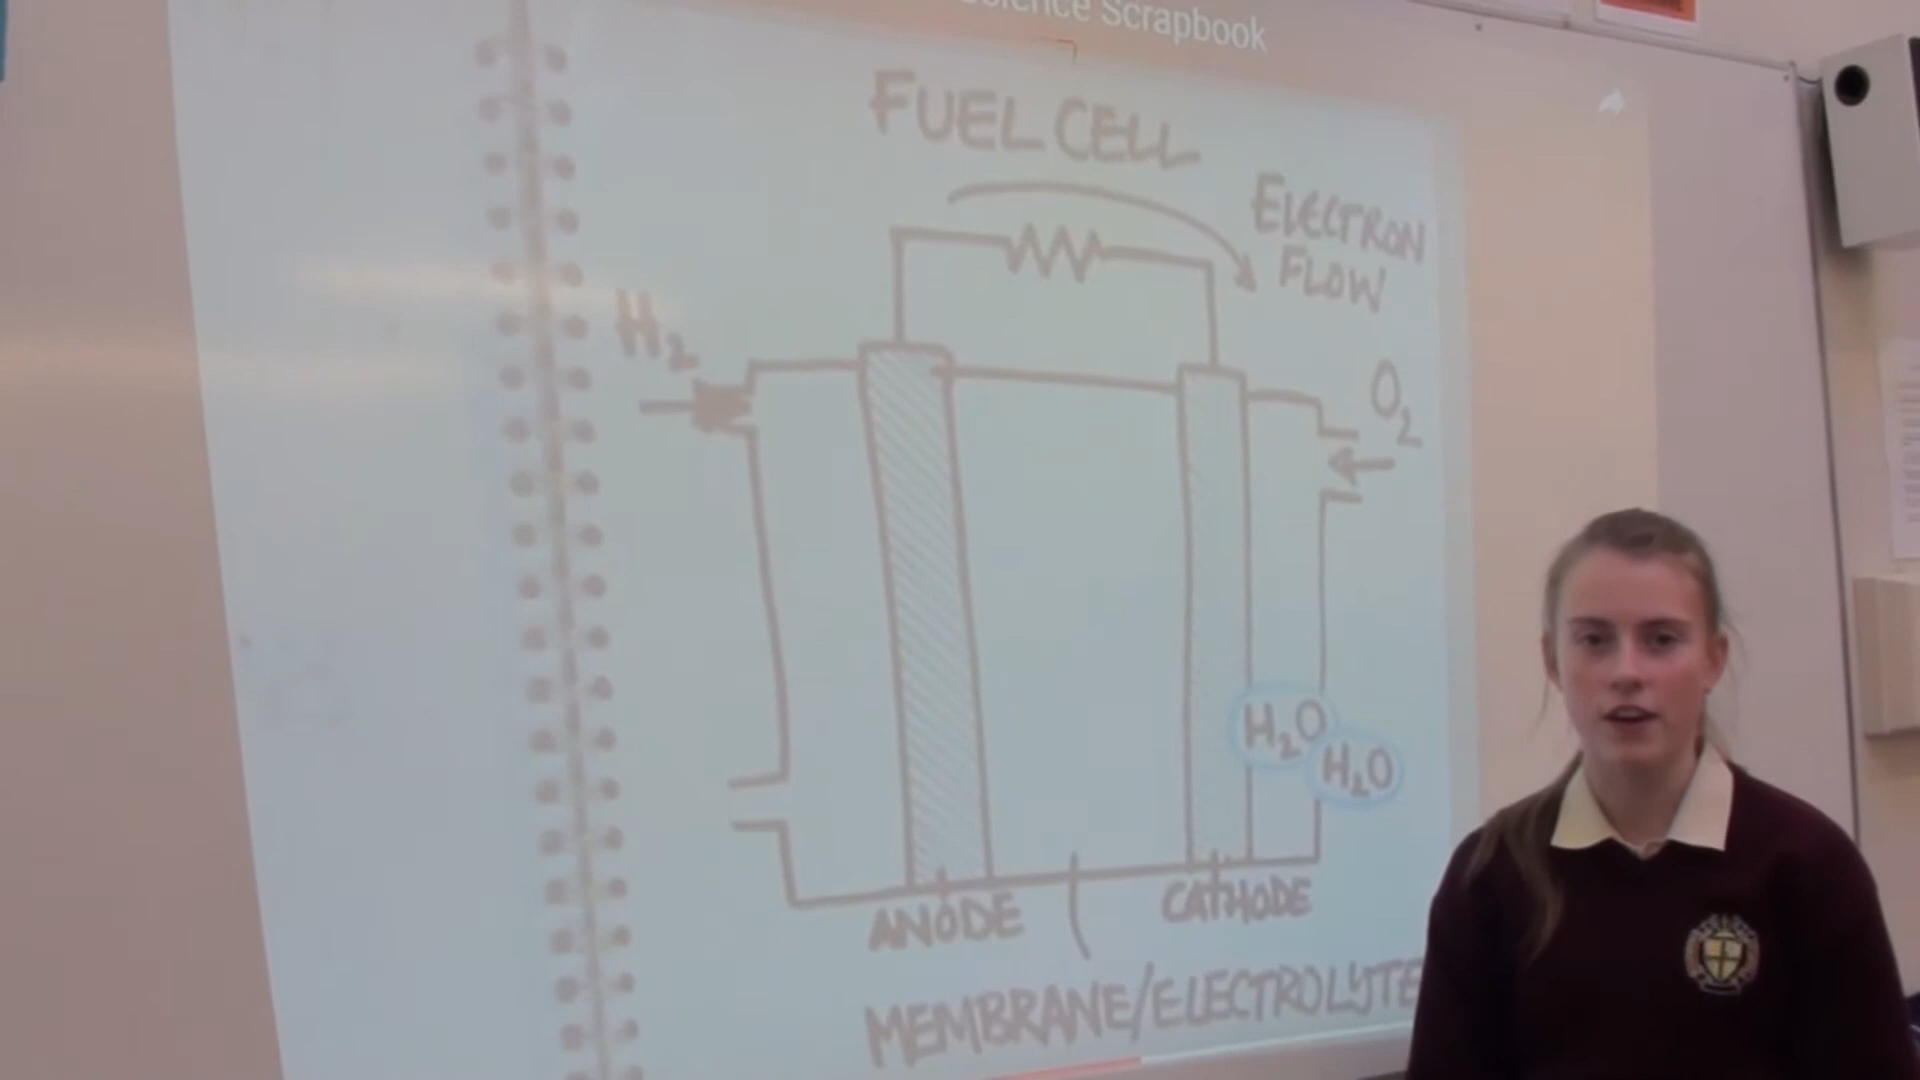 Science Scrapbook
FUEL CELL
ELECTRON
FLOW
H₂
O₂
H₂O
H₂O
ANODE
CATHODE
MEMBRANE/ELECTROLYTE